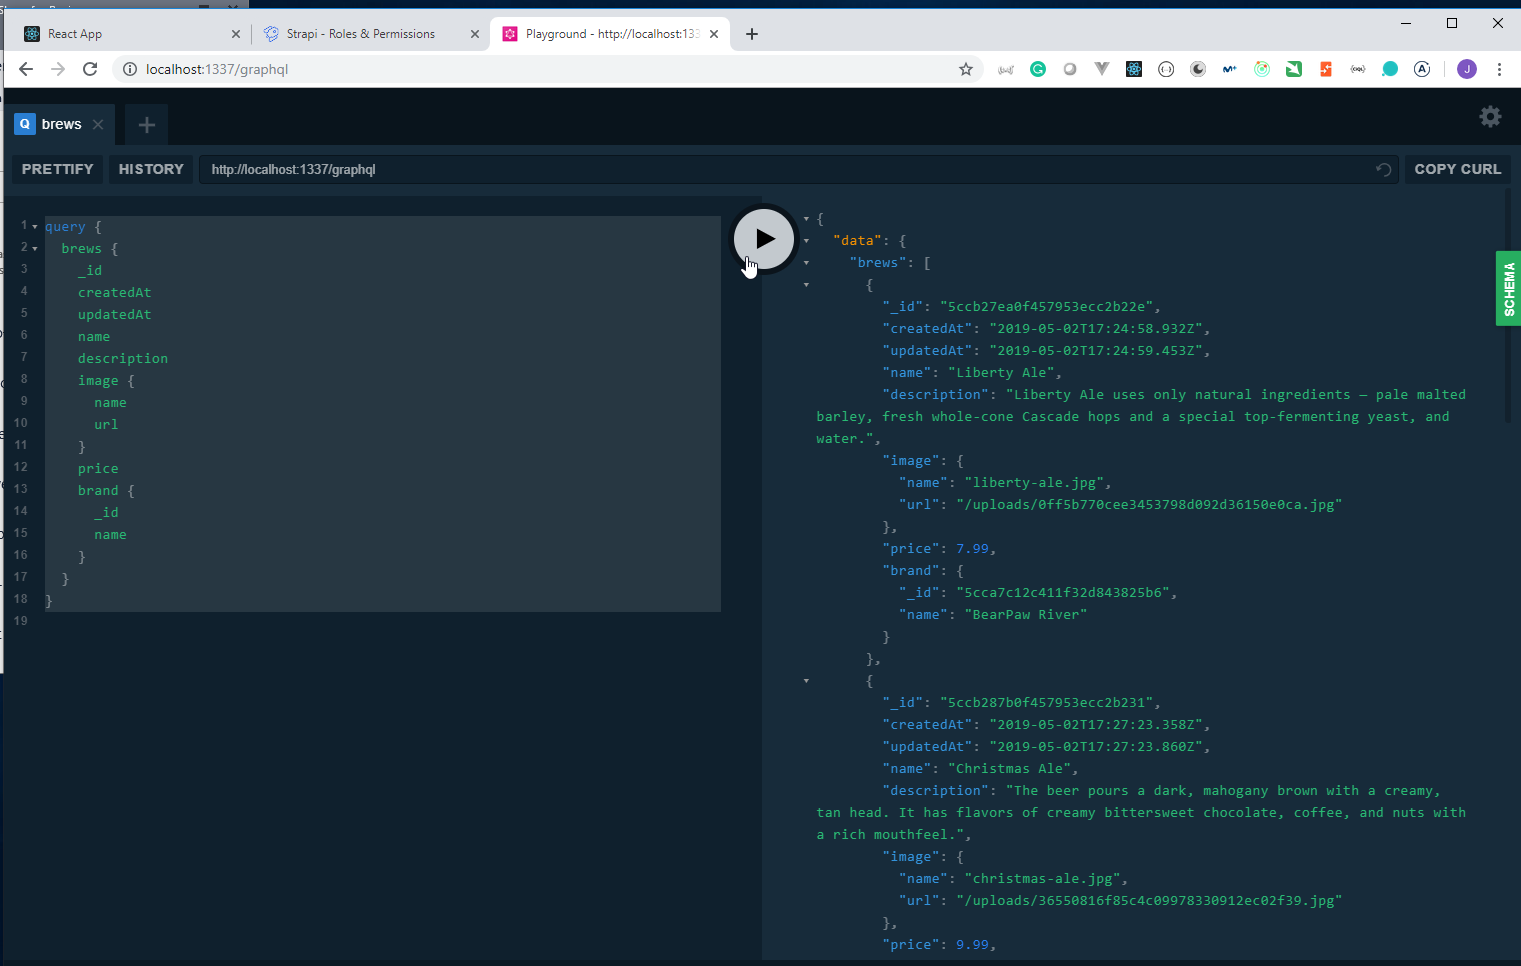 React App
Strapi - Roles & Permissions
Playground - http://localhost:133
localhost:1337/graphql
J
Q brews
PRETTIFY
HISTORY
http://localhost:1337/graphql
COPY CURL
1 query {
2 brews {
3 _id
4 createdAt
5 updatedAt
6 name
7 description
8 image {
9 name
10 url
11 }
12 price
13 brand {
14 _id
15 name
16 }
17 }
18 }
19
{
"data": {
"brews": [
{
"_id": "5ccb27ea0f457953ecc2b22e",
"createdAt": "2019-05-02T17:24:58.932Z",
"updatedAt": "2019-05-02T17:24:59.453Z",
"name": "Liberty Ale",
"description": "Liberty Ale uses only natural ingredients — pale malted
barley, fresh whole-cone Cascade hops and a special top-fermenting yeast, and
water.",
"image": {
"name": "liberty-ale.jpg",
"url": "/uploads/0ff5b770cee3453798d092d36150e0ca.jpg"
},
"price": 7.99,
"brand": {
"_id": "5cca7c12c411f32d843825b6",
"name": "BearPaw River"
}
},
{
"_id": "5ccb287b0f457953ecc2b231",
"createdAt": "2019-05-02T17:27:23.358Z",
"updatedAt": "2019-05-02T17:27:23.860Z",
"name": "Christmas Ale",
"description": "The beer pours a dark, mahogany brown with a creamy,
tan head. It has flavors of creamy bittersweet chocolate, coffee, and nuts with
a rich mouthfeel.",
"image": {
"name": "christmas-ale.jpg",
"url": "/uploads/36550816f85c4c09978330912ec02f39.jpg"
},
"price": 9.99,
SCHEMA